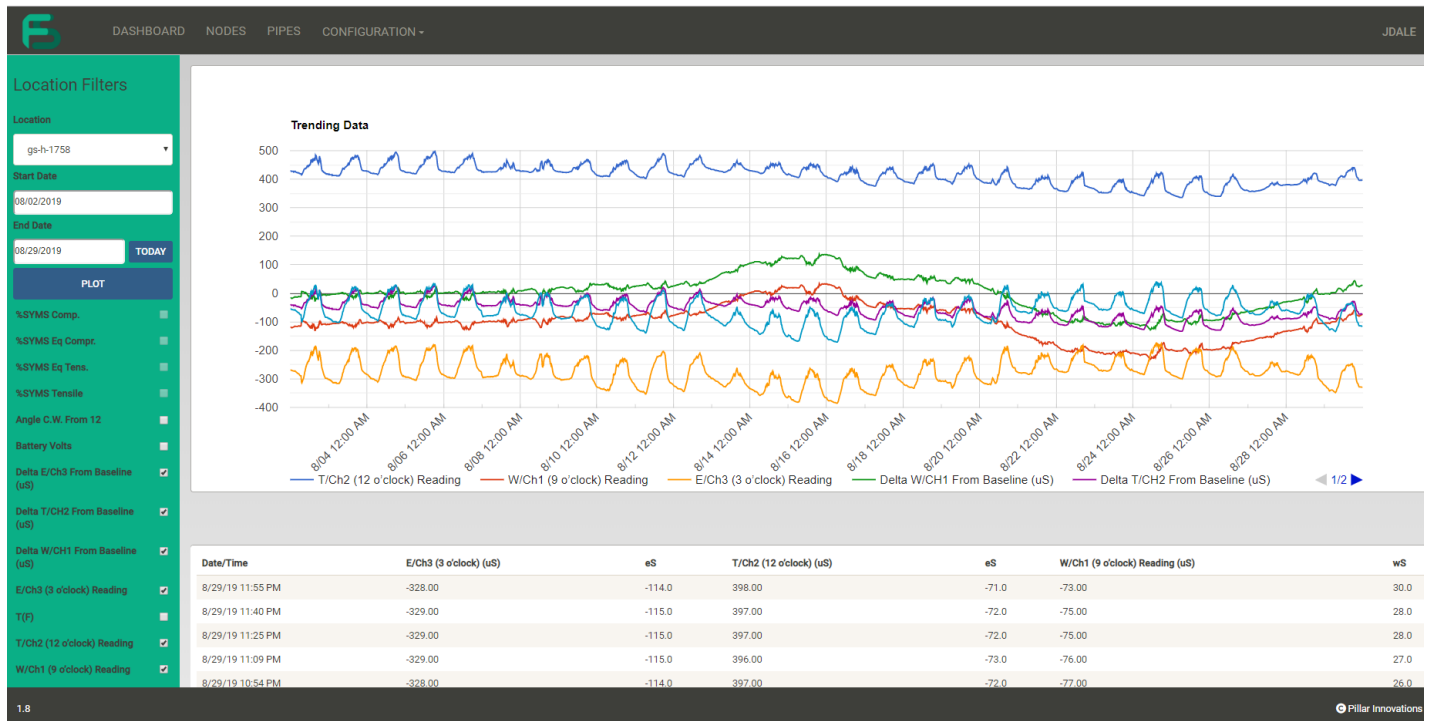 DASHBOARD NODES PIPES CONFIGURATION JDALE
Location Filters
Location
gs-h-1758
Start Date
08/02/2019
End Date
08/29/2019 TODAY
PLOT
%SYMS Comp.
%SYMS Eq Compr.
%SYMS Eq Tens.
%SYMS Tensile
Angle C.W. From 12
Battery Volts
Delta E/Ch3 From Baseline
(uS)
Delta T/CH2 From Baseline
(uS)
Delta W/CH1 From Baseline
(uS)
E/Ch3 (3 o'clock) Reading
T(F)
T/Ch2 (12 o'clock) Reading
W/Ch1 (9 o'clock) Reading
Trending Data
500
400
300
200
100
0
-100
-200
-300
-400
8/04 12:00 AM
8/06 12:00 AM
8/08 12:00 AM
8/10 12:00 AM
8/12 12:00 AM
8/14 12:00 AM
8/16 12:00 AM
8/18 12:00 AM
8/20 12:00 AM
8/22 12:00 AM
8/24 12:00 AM
8/26 12:00 AM
8/28 12:00 AM
T/Ch2 (12 o'clock) Reading W/Ch1 (9 o'clock) Reading E/Ch3 (3 o'clock) Reading Delta W/CH1 From Baseline (uS) Delta T/CH2 From Baseline (uS) 1/2
Date/Time E/Ch3 (3 o'clock) (uS) eS T/Ch2 (12 o'clock) (uS) eS W/Ch1 (9 o'clock) Reading (uS) wS
8/29/19 11:55 PM -328.00 -114.0 398.00 -71.0 -73.00 30.0
8/29/19 11:40 PM -329.00 -115.0 397.00 -72.0 -75.00 28.0
8/29/19 11:25 PM -329.00 -115.0 397.00 -72.0 -75.00 28.0
8/29/19 11:09 PM -329.00 -115.0 396.00 -73.0 -76.00 27.0
8/29/19 10:54 PM -328.00 -114.0 397.00 -72.0 -77.00 26.0
1.8 © Pillar Innovations